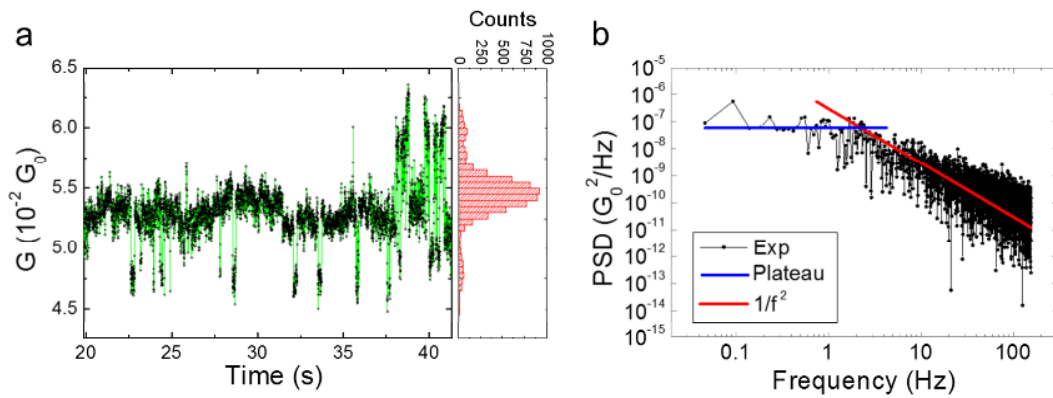 a
Counts
0
250
500
750
1000
G (10⁻² G₀)
6.5
6.0
5.5
5.0
4.5
20 25 30 35 40
Time (s)
b
PSD (G₀²/Hz)
10⁻⁵
10⁻⁶
10⁻⁷
10⁻⁸
10⁻⁹
10⁻¹⁰
10⁻¹¹
10⁻¹²
10⁻¹³
10⁻¹⁴
10⁻¹⁵
Exp
Plateau
1/f²
0.1 1 10 100
Frequency (Hz)